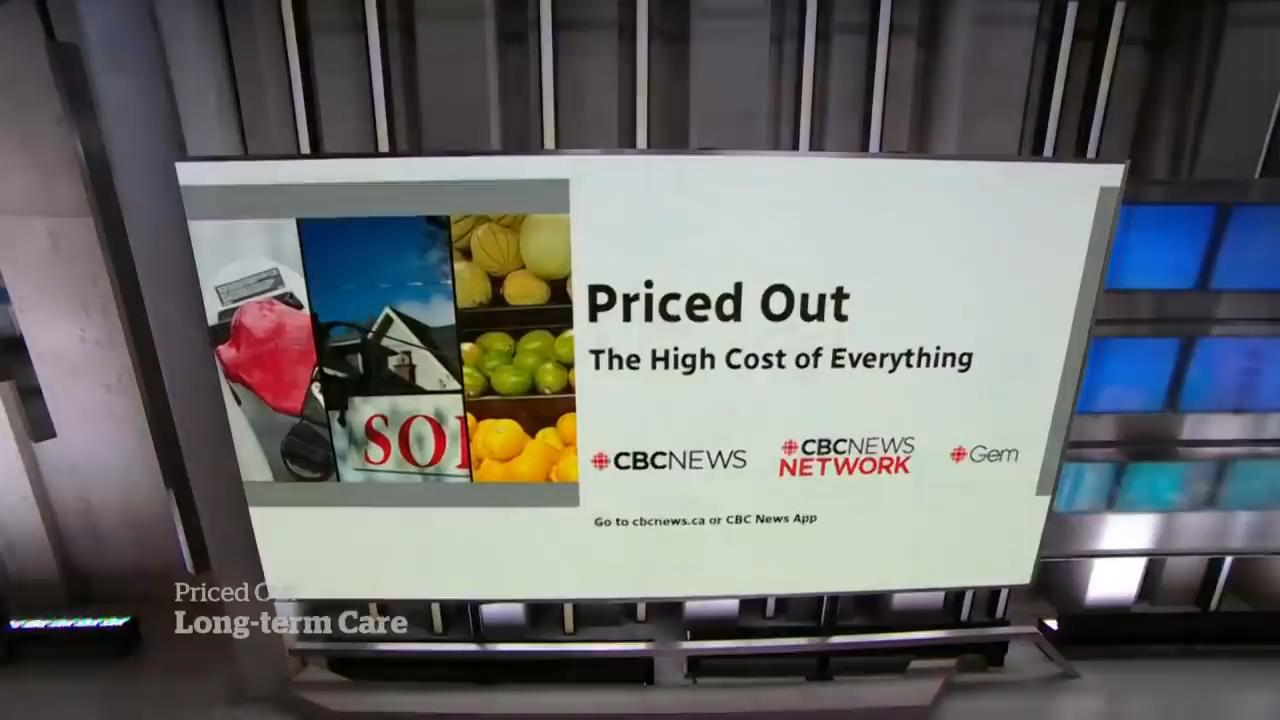 Priced Out
The High Cost of Everything
SOL
CBCNEWS
CBCNEWS
NETWORK
Gem
Go to cbcnews.ca or CBC News App
Priced Out
Long-term Care